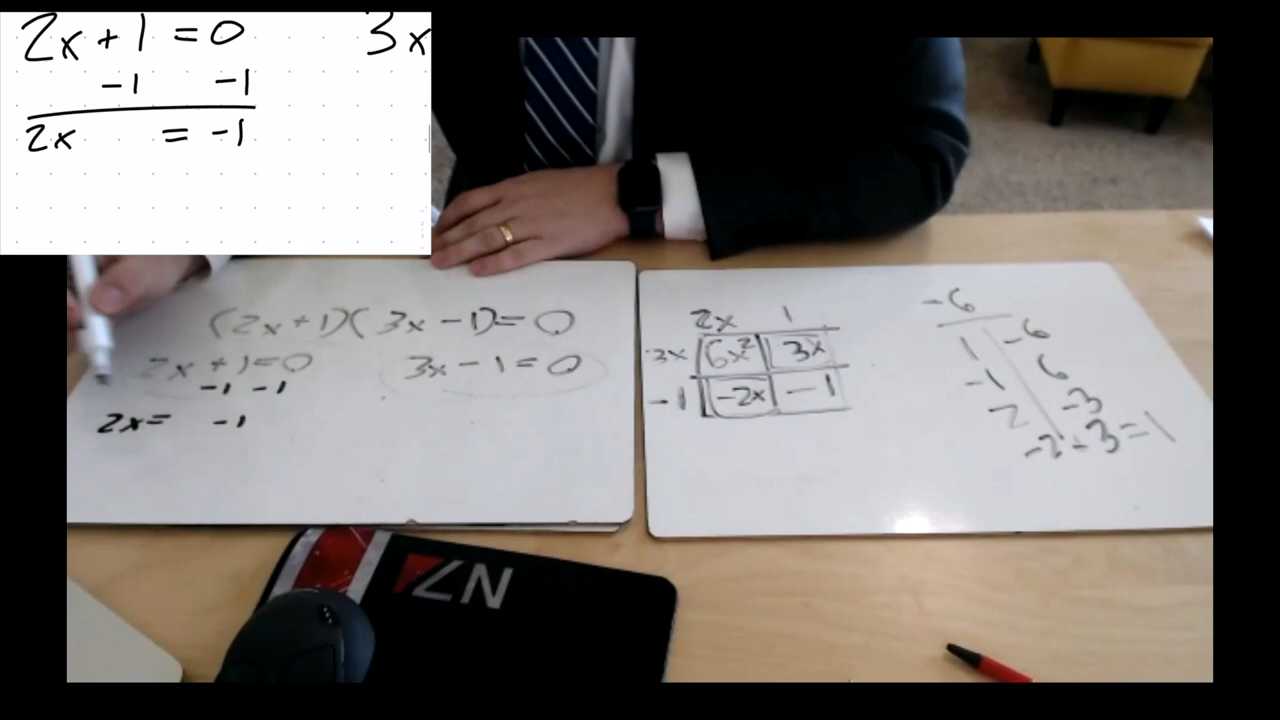 2x + 1 = 0 3x
-1 -1
2x = -1
(2x+1)(3x-1)=0
2x+1=0 3x-1=0
-1 -1
2x= -1
2x 1
3x 6x² 3x
-1 -2x -1
-6
1 -6
-1 6
2 -3
-2+3=1
N7